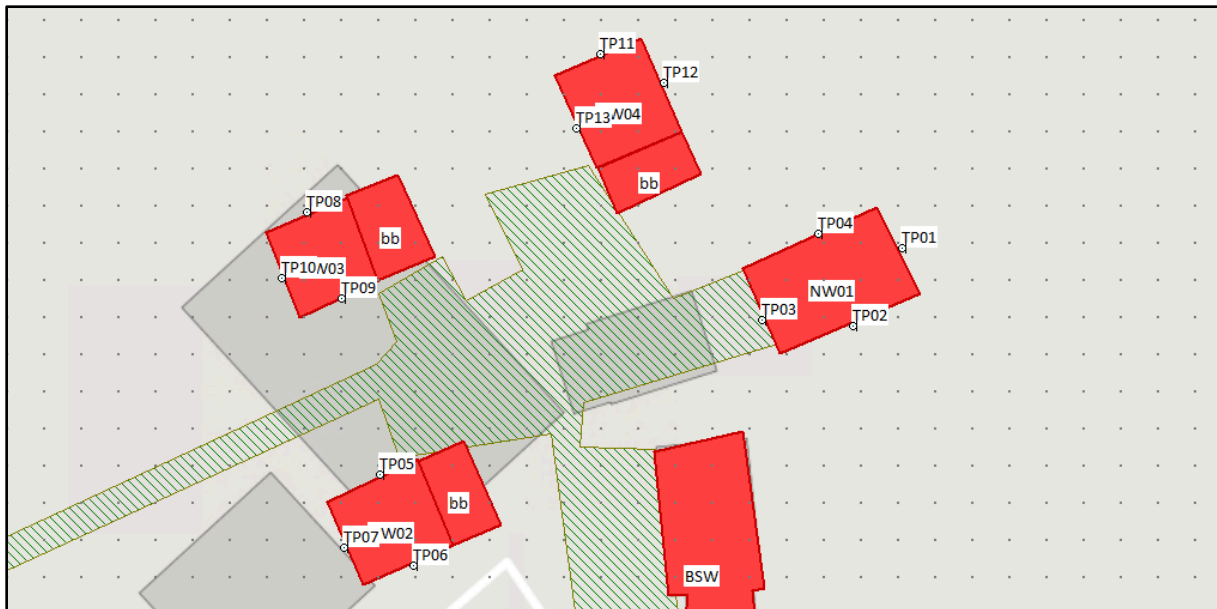 TP11
TP12
TP13
W04
bb
TP08
bb
TP10
W03
TP09
TP04
TP01
NW01
TP03
TP02
TP05
bb
TP07
W02
TP06
BSW